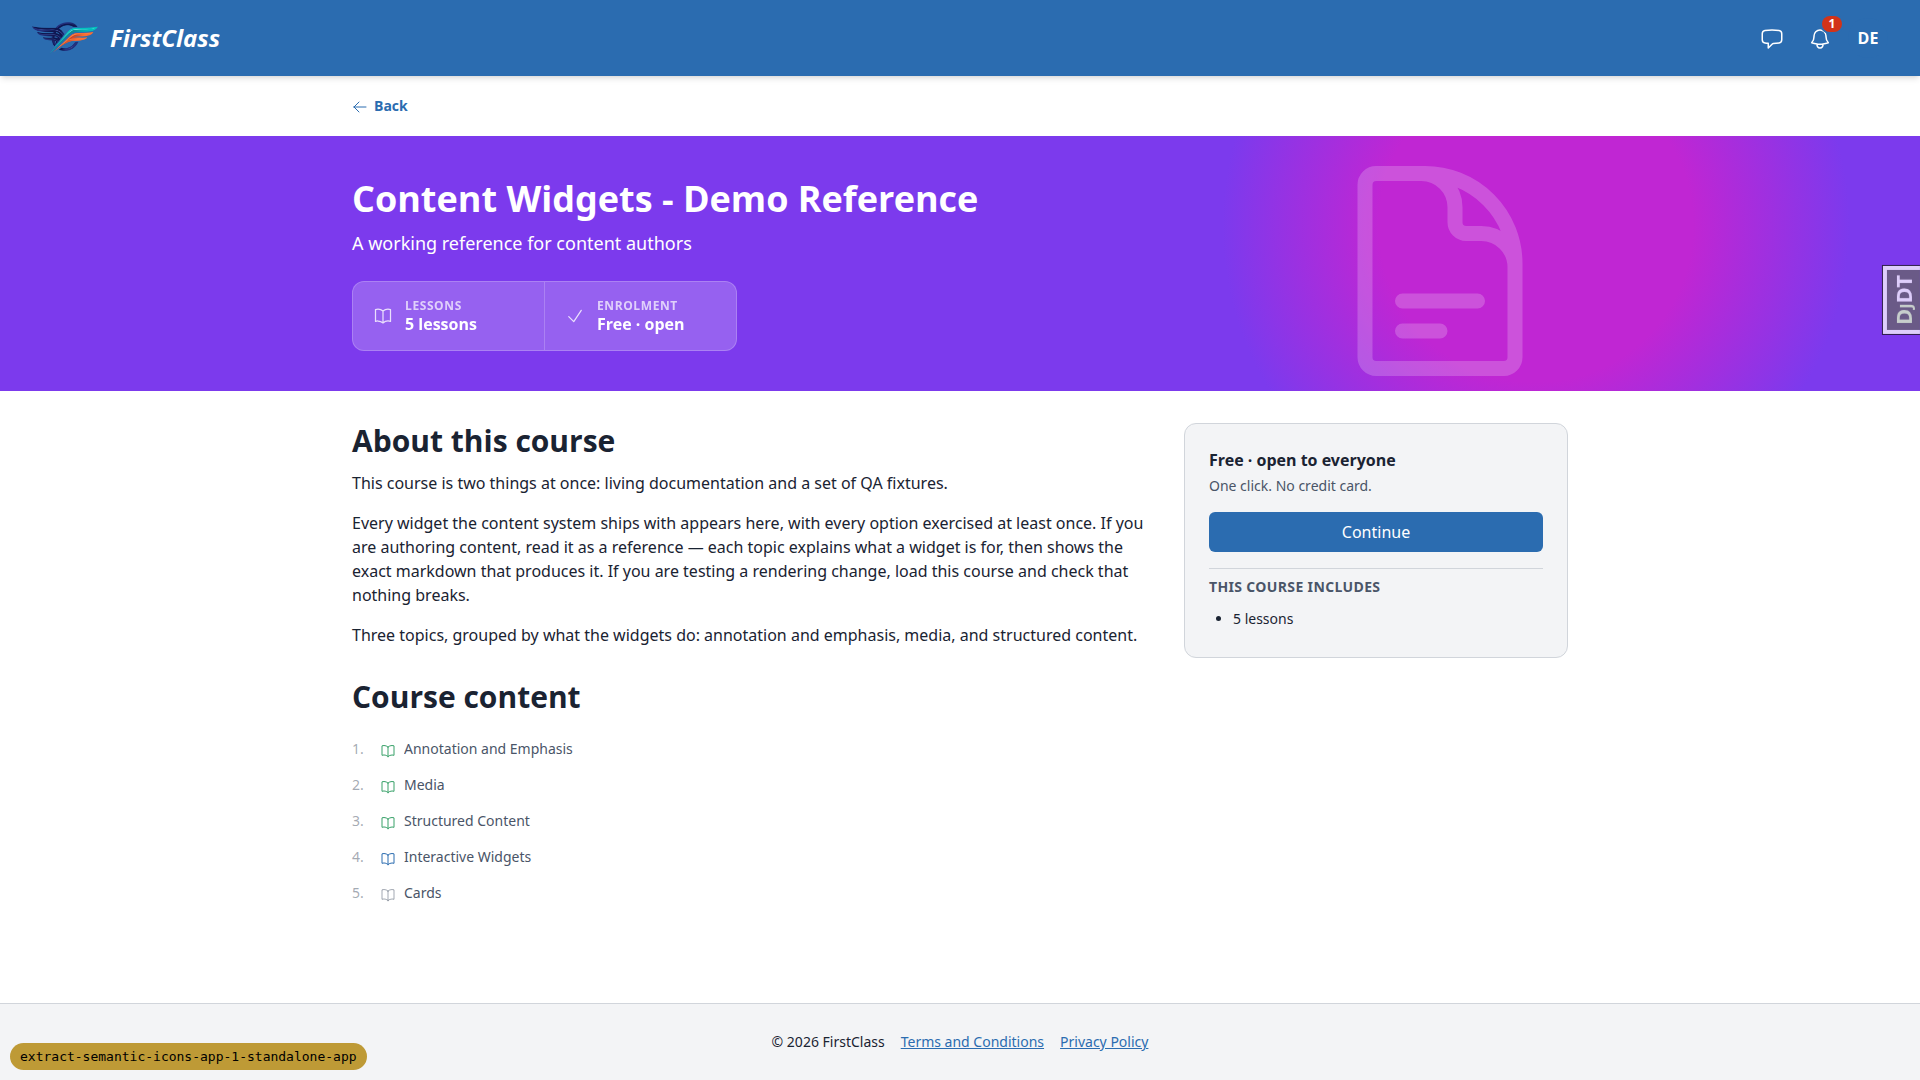 FirstClass
1
DE
Back
Content Widgets - Demo Reference
A working reference for content authors
LESSONS
5 lessons
ENROLMENT
Free · open
DjDT
About this course
This course is two things at once: living documentation and a set of QA fixtures.
Every widget the content system ships with appears here, with every option exercised at least once. If you
are authoring content, read it as a reference — each topic explains what a widget is for, then shows the
exact markdown that produces it. If you are testing a rendering change, load this course and check that
nothing breaks.
Three topics, grouped by what the widgets do: annotation and emphasis, media, and structured content.
Free · open to everyone
One click. No credit card.
Continue
THIS COURSE INCLUDES
• 5 lessons
Course content
1. Annotation and Emphasis
2. Media
3. Structured Content
4. Interactive Widgets
5. Cards
© 2026 FirstClass Terms and Conditions Privacy Policy
extract-semantic-icons-app-1-standalone-app